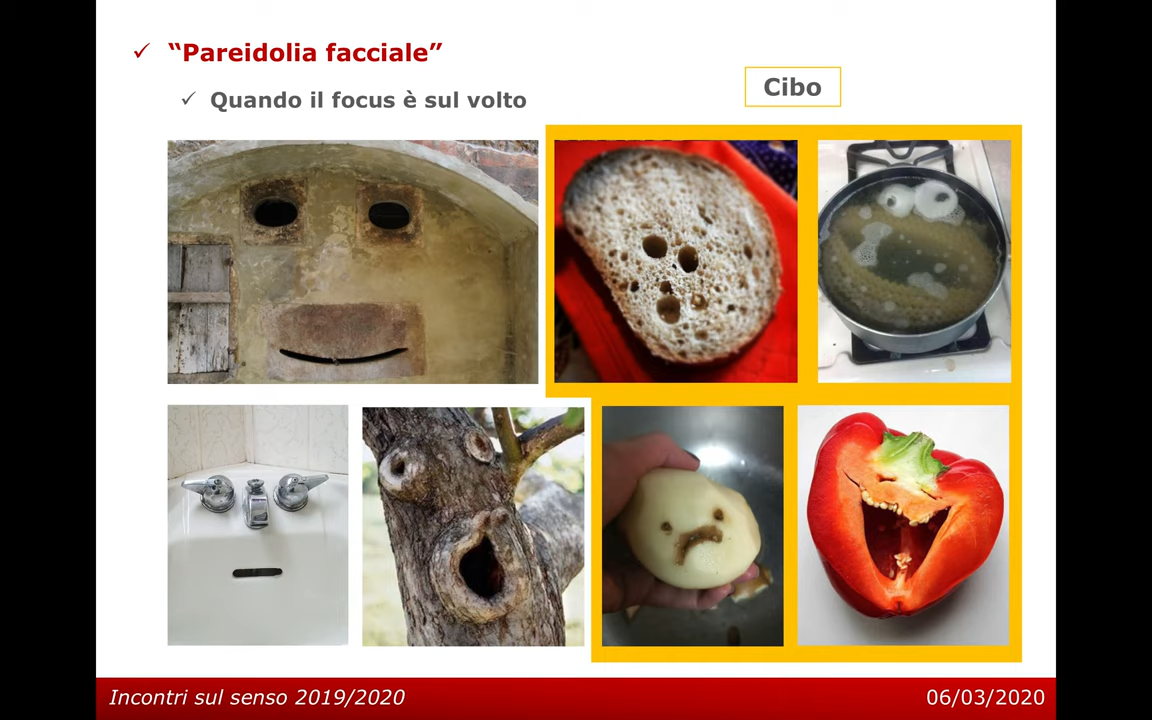 “Pareidolia facciale”
Quando il focus è sul volto
Cibo
Incontri sul senso 2019/2020
06/03/2020